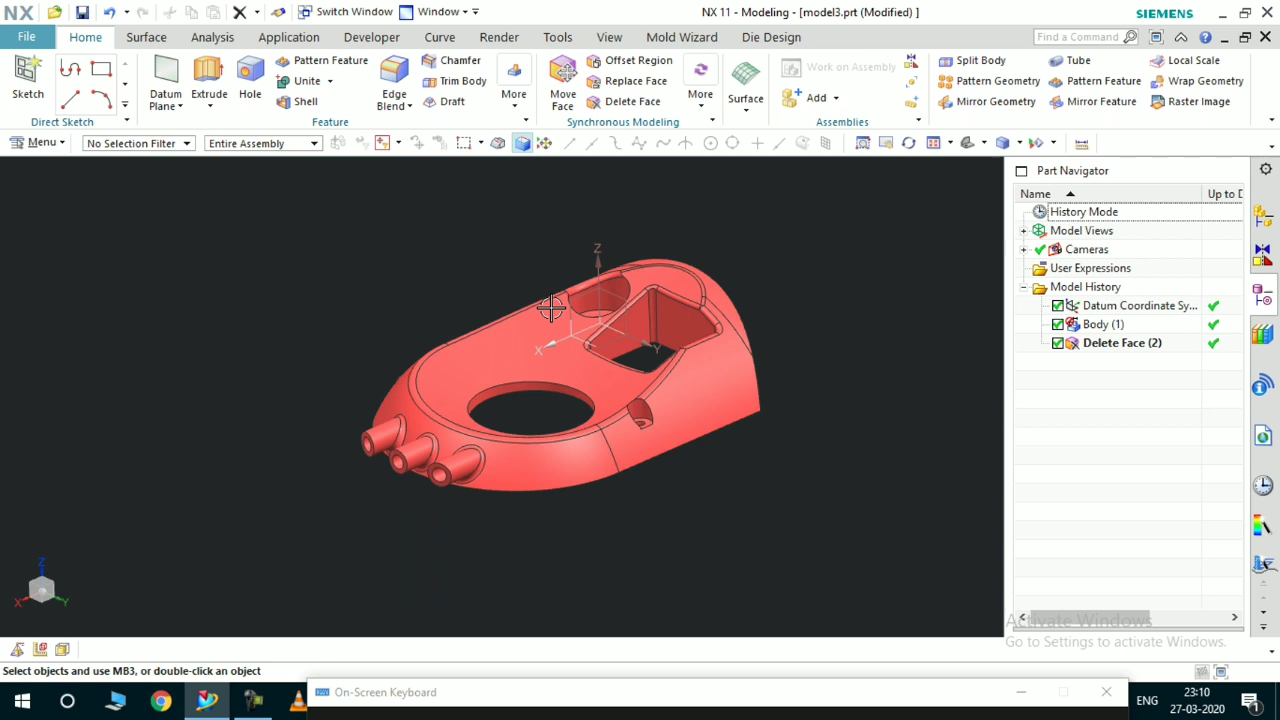 NX Switch Window Window NX 11 - Modeling - [model3.prt (Modified) ] SIEMENS
File Home Surface Analysis Application Developer Curve Render Tools View Mold Wizard Die Design Find a Command
Sketch
Direct Sketch
Datum Plane
Extrude
Hole
Pattern Feature
Unite
Shell
Edge Blend
Chamfer
Trim Body
Draft
More
Feature
Move Face
Offset Region
Replace Face
Delete Face
More
Synchronous Modeling
Surface
Work on Assembly
Add
Assemblies
Split Body
Pattern Geometry
Mirror Geometry
Tube
Pattern Feature
Mirror Feature
Local Scale
Wrap Geometry
Raster Image
Menu No Selection Filter Entire Assembly
Part Navigator
Name Up to D
History Mode
Model Views
Cameras
User Expressions
Model History
Datum Coordinate Sy...
Body (1)
Delete Face (2)
Z
X
Y
Z
X
Y
Activate Windows
Go to Settings to activate Windows.
Select objects and use MB3, or double-click an object
On-Screen Keyboard
ENG
23:10
27-03-2020
1